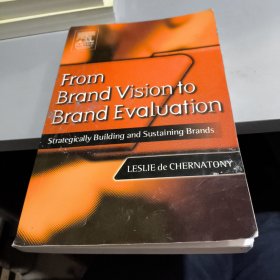 From
Brand Vision to
Brand Evaluation
Strategically Building and Sustaining Brands
LESLIE de CHERNATONY